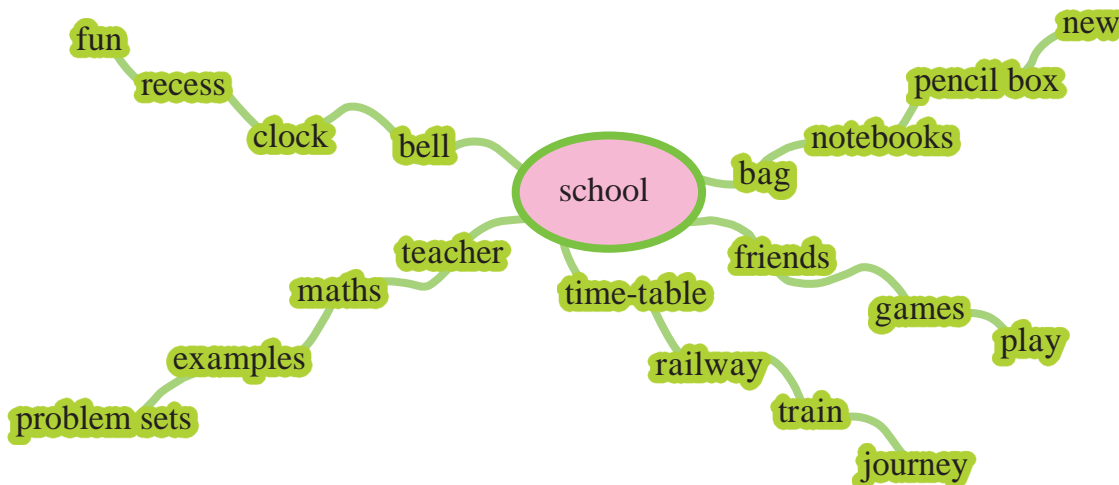 new
fun
pencil box
recess
notebooks
clock
bell
bag
school
teacher
friends
maths
time-table
games
play
examples
railway
train
problem sets
journey